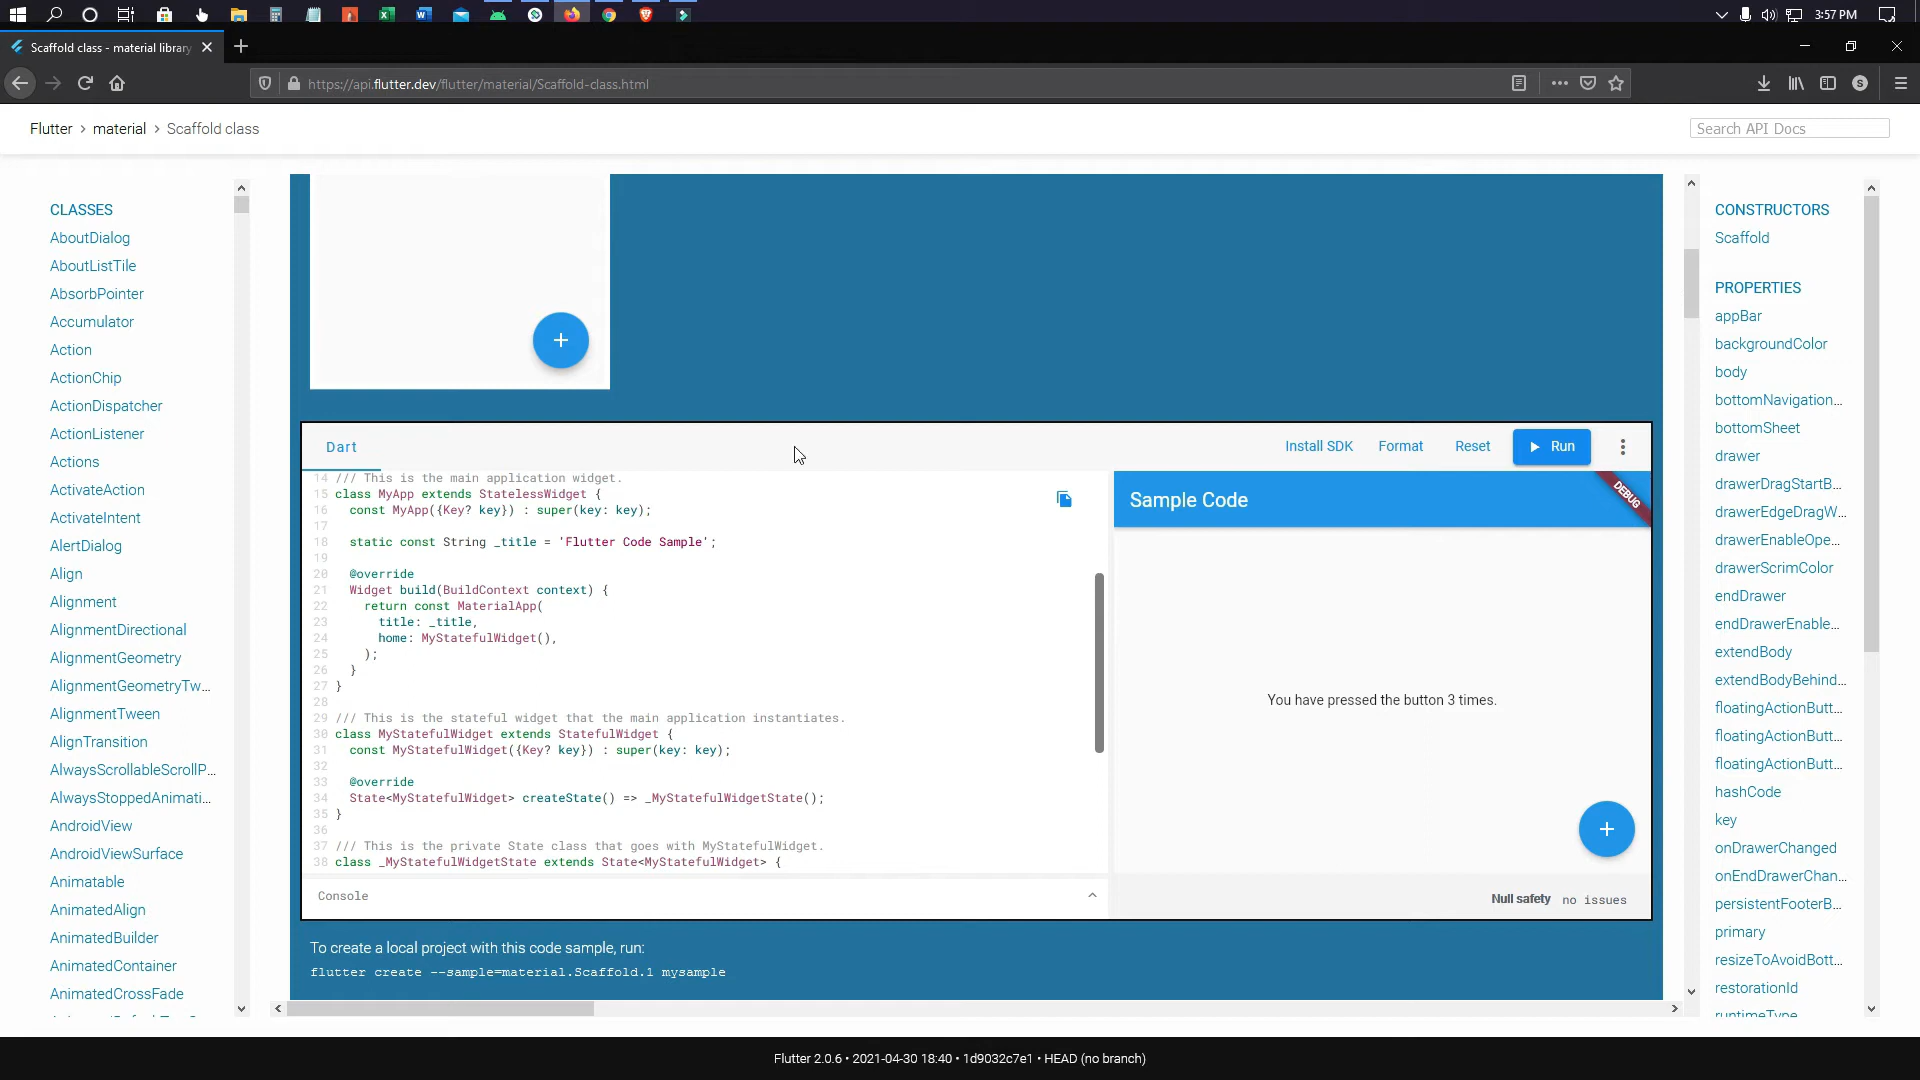 3:57 PM
Scaffold class - material library
https://api.flutter.dev/flutter/material/Scaffold-class.html
Flutter > material > Scaffold class
Search API Docs
CLASSES
AboutDialog
AboutListTile
AbsorbPointer
Accumulator
Action
ActionChip
ActionDispatcher
ActionListener
Actions
ActivateAction
ActivateIntent
AlertDialog
Align
Alignment
AlignmentDirectional
AlignmentGeometry
AlignmentGeometryTw...
AlignmentTween
AlignTransition
AlwaysScrollableScrollP...
AlwaysStoppedAnimati...
AndroidView
AndroidViewSurface
Animatable
AnimatedAlign
AnimatedBuilder
AnimatedContainer
AnimatedCrossFade
Dart
Install SDK
Format
Reset
Run
14 /// This is the main application widget.
15 class MyApp extends StatelessWidget {
16 const MyApp({Key? key}) : super(key: key);
17
18 static const String _title = 'Flutter Code Sample';
19
20 @override
21 Widget build(BuildContext context) {
22 return const MaterialApp(
23 title: _title,
24 home: MyStatefulWidget(),
25 );
26 }
27 }
28
29 /// This is the stateful widget that the main application instantiates.
30 class MyStatefulWidget extends StatefulWidget {
31 const MyStatefulWidget({Key? key}) : super(key: key);
32
33 @override
34 State<MyStatefulWidget> createState() => _MyStatefulWidgetState();
35 }
36
37 /// This is the private State class that goes with MyStatefulWidget.
38 class _MyStatefulWidgetState extends State<MyStatefulWidget> {
Console
Sample Code
DEBUG
You have pressed the button 3 times.
Null safety no issues
To create a local project with this code sample, run:
flutter create --sample=material.Scaffold.1 mysample
CONSTRUCTORS
Scaffold
PROPERTIES
appBar
backgroundColor
body
bottomNavigation...
bottomSheet
drawer
drawerDragStartB...
drawerEdgeDragW...
drawerEnableOpe...
drawerScrimColor
endDrawer
endDrawerEnable...
extendBody
extendBodyBehind...
floatingActionButt...
floatingActionButt...
floatingActionButt...
hashCode
key
onDrawerChanged
onEndDrawerChan...
persistentFooterB...
primary
resizeToAvoidBott...
restorationId
runtimeType
Flutter 2.0.6 • 2021-04-30 18:40 • 1d9032c7e1 • HEAD (no branch)